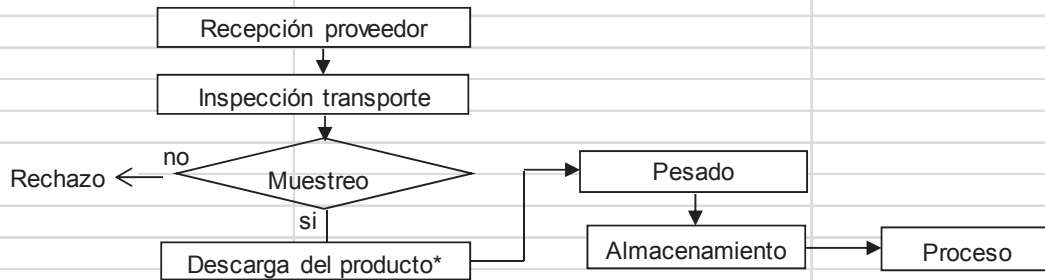 Recepción proveedor
Inspección transporte
no
Rechazo
Muestreo
si
Descarga del producto*
Pesado
Almacenamiento
Proceso